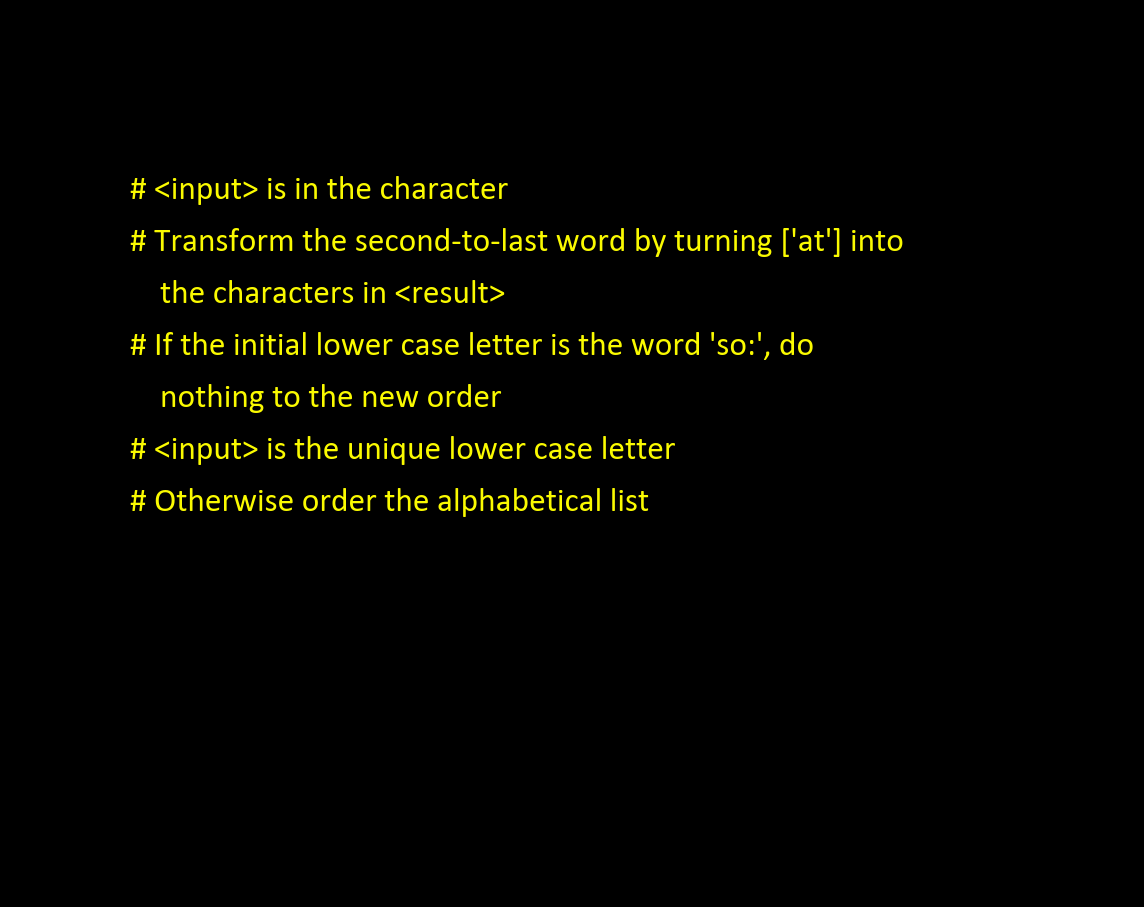 # <input> is in the character
# Transform the second-to-last word by turning ['at'] into
the characters in <result>
# If the initial lower case letter is the word 'so:', do
nothing to the new order
# <input> is the unique lower case letter
# Otherwise order the alphabetical list